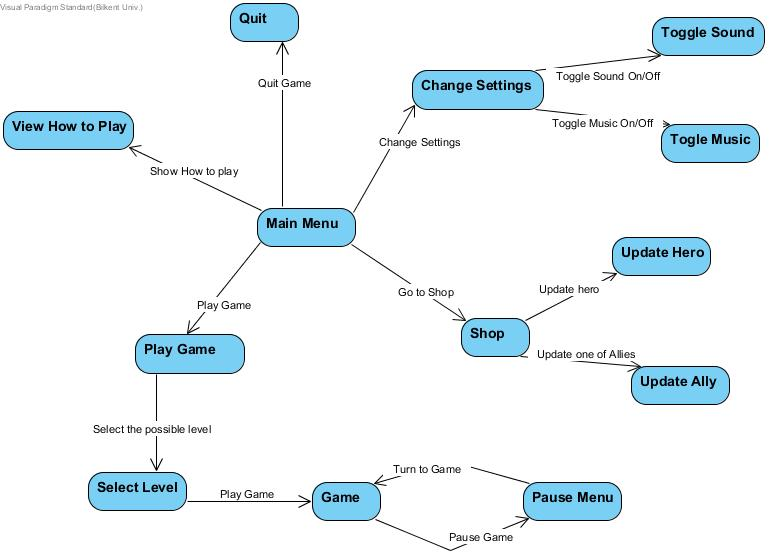 Visual Paradigm Standard(Bilkent Univ.)
Quit
Toggle Sound
Quit Game
Change Settings
Toggle Sound On/Off
View How to Play
Toggle Music On/Off
Togle Music
Change Settings
Show How to play
Main Menu
Update Hero
Go to Shop
Update hero
Play Game
Shop
Play Game
Update one of Allies
Update Ally
Select the possible level
Select Level
Play Game
Game
Turn to Game
Pause Menu
Pause Game